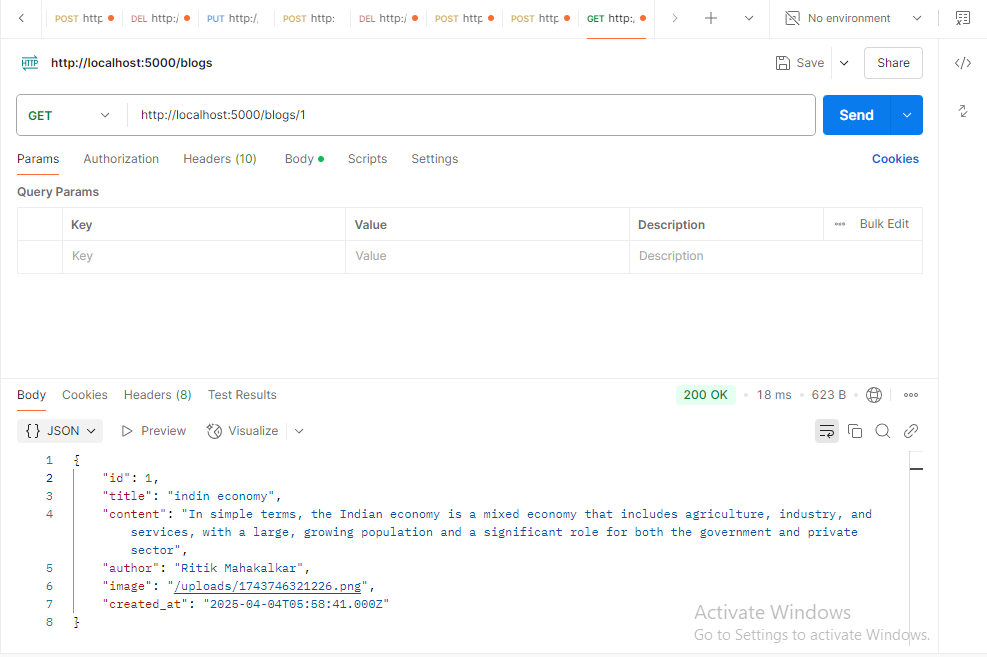 POST http DEL http:/ PUT http:/, POST http: DEL http:/ POST http POST http GET http:, No environment
HTTP http://localhost:5000/blogs Save Share </>
GET http://localhost:5000/blogs/1 Send
Params Authorization Headers (10) Body Scripts Settings Cookies
Query Params
Key Value Description Bulk Edit
Key Value Description
Body Cookies Headers (8) Test Results 200 OK 18 ms 623 B
{} JSON Preview Visualize
1 {
2 "id": 1,
3 "title": "indin economy",
4 "content": "In simple terms, the Indian economy is a mixed economy that includes agriculture, industry, and
services, with a large, growing population and a significant role for both the government and private
sector",
5 "author": "Ritik Mahakalkar",
6 "image": "/uploads/1743746321226.png",
7 "created_at": "2025-04-04T05:58:41.000Z"
8 }
Activate Windows
Go to Settings to activate Windows.